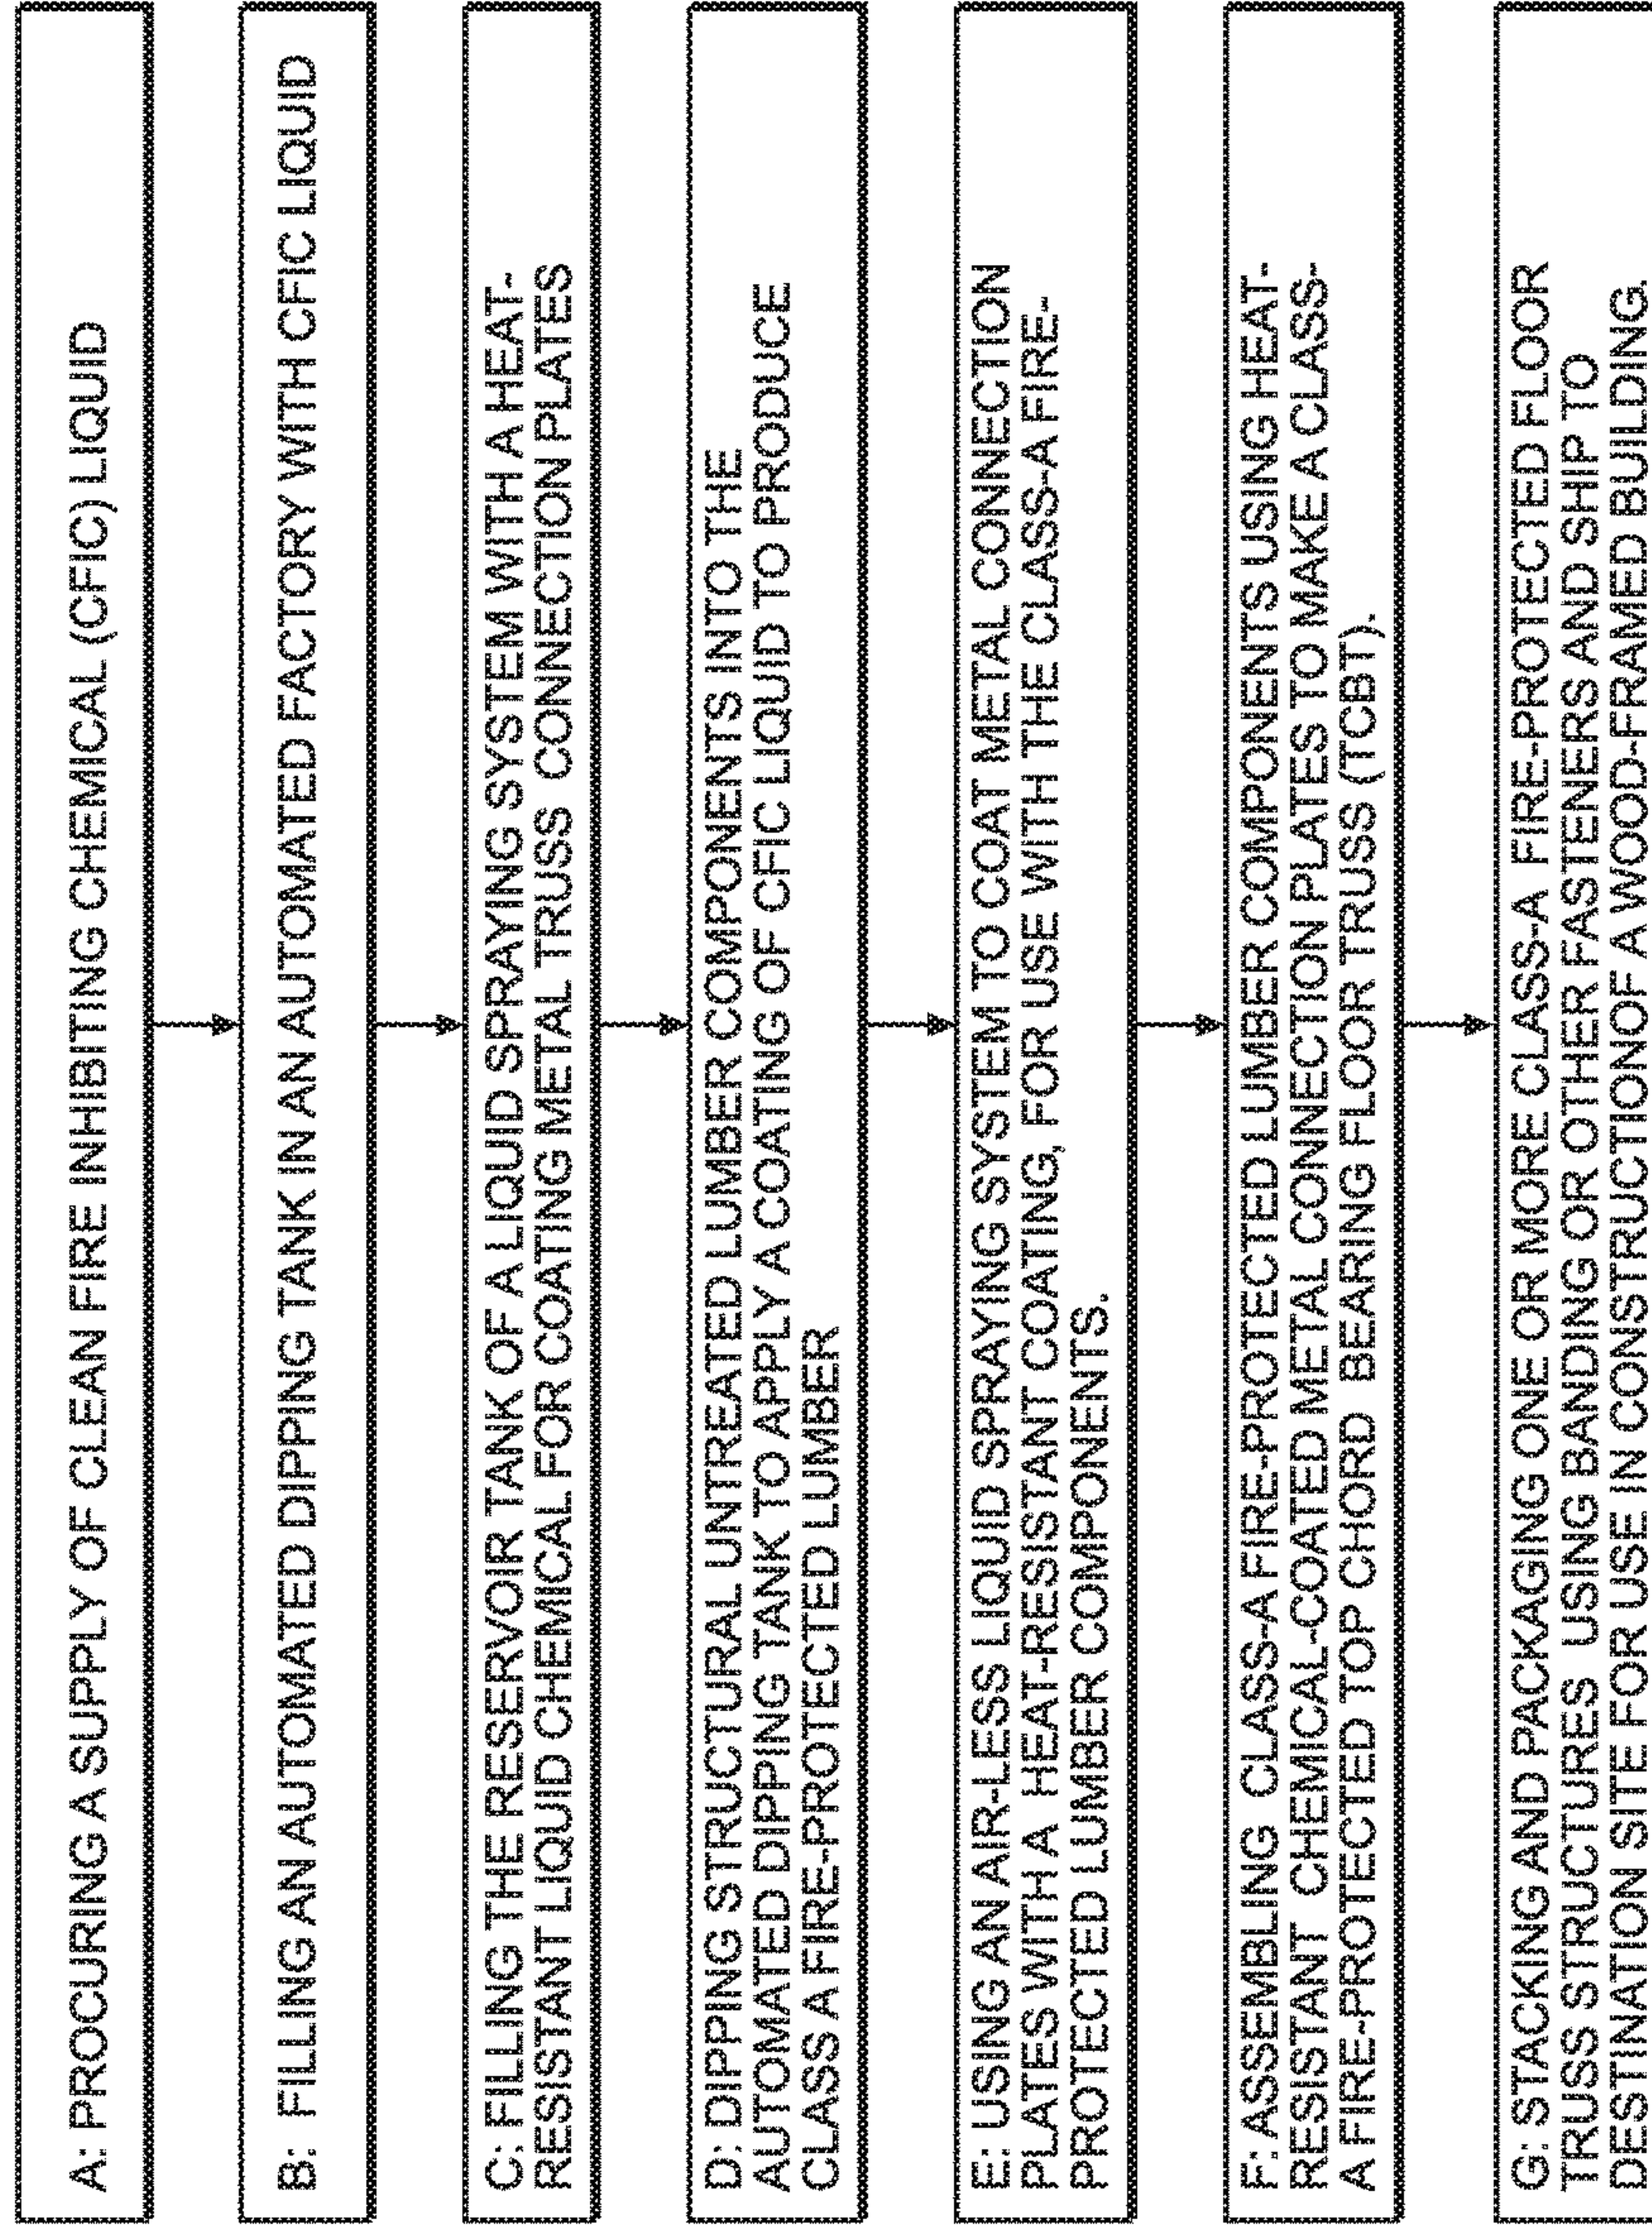 A: PROCURING A SUPPLY OF CLEAN FIRE INHIBITING CHEMICAL (CFIC) LIQUID
B: FILLING AN AUTOMATED DIPPING TANK IN AN AUTOMATED FACTORY WITH CFIC LIQUID
C: FILLING THE RESERVOIR TANK OF A LIQUID SPRAYING SYSTEM WITH A HEAT-
RESISTANT LIQUID CHEMICAL FOR COATING METAL TRUSS CONNECTION PLATES
D: DIPPING STRUCTURAL UNTREATED LUMBER COMPONENTS INTO THE
AUTOMATED DIPPING TANK TO APPLY A COATING OF CFIC LIQUID TO PRODUCE
CLASS A FIRE-PROTECTED LUMBER
E: USING AN AIR-LESS LIQUID SPRAYING SYSTEM TO COAT METAL CONNECTION
PLATES WITH A HEAT-RESISTANT COATING, FOR USE WITH THE CLASS-A FIRE-
PROTECTED LUMBER COMPONENTS.
F: ASSEMBLING CLASS-A FIRE-PROTECTED LUMBER COMPONENTS USING HEAT-
RESISTANT CHEMICAL-COATED METAL CONNECTION PLATES TO MAKE A CLASS-
A FIRE-PROTECTED TOP CHORD BEARING FLOOR TRUSS (TCBT).
G: STACKING AND PACKAGING ONE OR MORE CLASS-A FIRE-PROTECTED FLOOR
TRUSS STRUCTURES USING BANDING OR OTHER FASTENERS AND SHIP TO
DESTINATION SITE FOR USE IN CONSTRUCTIONOF A WOOD-FRAMED BUILDING.